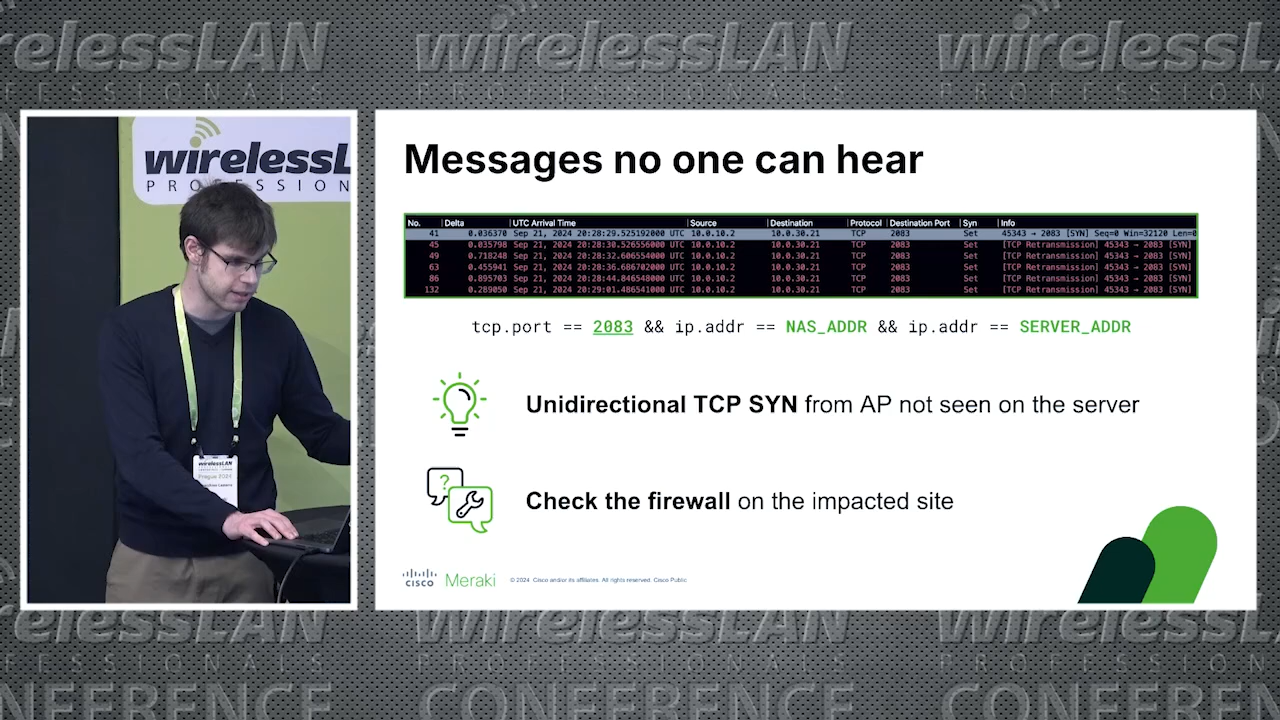 wirelessLAN
PROFESSIONALS
CONFERENCE
wirelessL
PROFESSION
wirelessLAN
Prague 2024
Messages no one can hear
No. Delta UTC Arrival Time Source Destination Protocol Destination Port Syn Info
41 0.036370 Sep 21, 2024 20:28:29.525192000 UTC 10.0.10.2 10.0.30.21 TCP 2083 Set 45343 → 2083 [SYN] Seq=0 Win=32120 Len=0
45 0.035798 Sep 21, 2024 20:28:30.526556000 UTC 10.0.10.2 10.0.30.21 TCP 2083 Set [TCP Retransmission] 45343 → 2083 [SYN]
49 0.718248 Sep 21, 2024 20:28:32.606554000 UTC 10.0.10.2 10.0.30.21 TCP 2083 Set [TCP Retransmission] 45343 → 2083 [SYN]
63 0.455941 Sep 21, 2024 20:28:36.686702000 UTC 10.0.10.2 10.0.30.21 TCP 2083 Set [TCP Retransmission] 45343 → 2083 [SYN]
86 0.895703 Sep 21, 2024 20:28:44.846548000 UTC 10.0.10.2 10.0.30.21 TCP 2083 Set [TCP Retransmission] 45343 → 2083 [SYN]
132 0.289050 Sep 21, 2024 20:29:01.486541000 UTC 10.0.10.2 10.0.30.21 TCP 2083 Set [TCP Retransmission] 45343 → 2083 [SYN]
tcp.port == 2083 && ip.addr == NAS_ADDR && ip.addr == SERVER_ADDR
Unidirectional TCP SYN from AP not seen on the server
?
Check the firewall on the impacted site
CISCO Meraki © 2024 Cisco and/or its affiliates. All rights reserved. Cisco Public